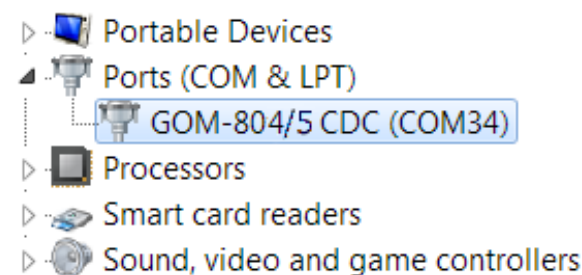 Portable Devices
Ports (COM & LPT)
GOM-804/5 CDC (COM34)
Processors
Smart card readers
Sound, video and game controllers